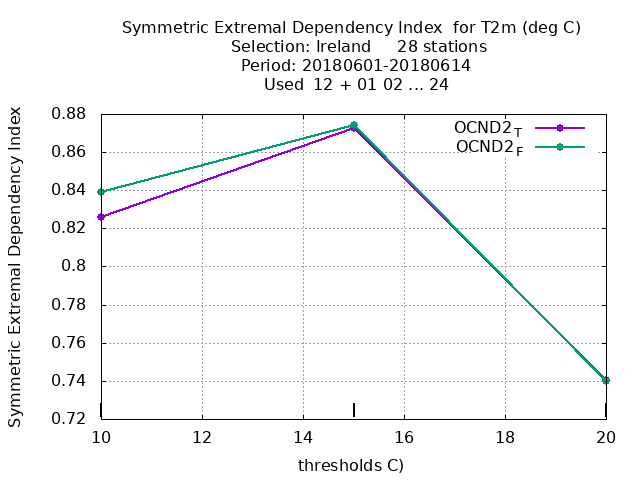 Symmetric Extremal Dependency Index  for T2m (deg C)
Selection: Ireland     28 stations
Period: 20180601-20180614
Used  12 + 01 02 ... 24
Symmetric Extremal Dependency Index
0.88
0.86
0.84
0.82
0.8
0.78
0.76
0.74
0.72
OCND2T
OCND2F
10 12 14 16 18 20
thresholds C)